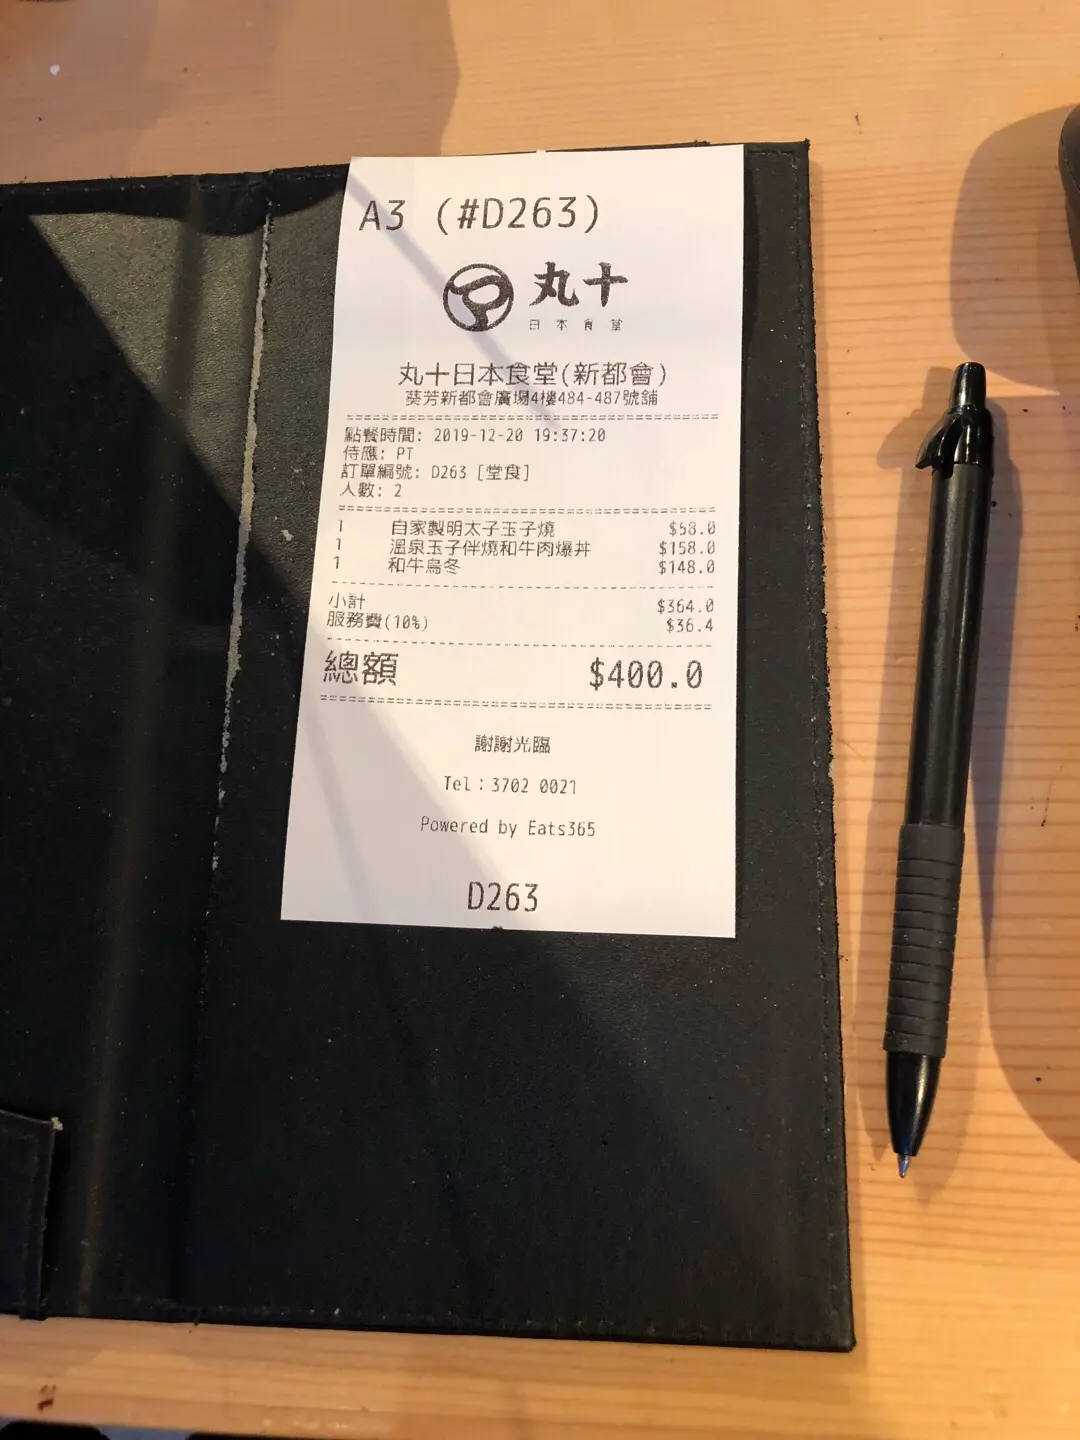 A3 (#D263)
丸十
日本食堂
丸十日本食堂(新都會)
葵芳新都會廣場4樓484-487號舖
點餐時間: 2019-12-20 19:37:20
侍應: PT
訂單編號: D263 [堂食]
人數: 2
1 自家製明太子玉子燒 $58.0
1 溫泉玉子伴燒和牛肉爆丼 $158.0
1 和牛烏冬 $148.0
小計 $364.0
服務費(10%) $36.4
總額 $400.0
謝謝光臨
Tel：3702 0021
Powered by Eats365
D263